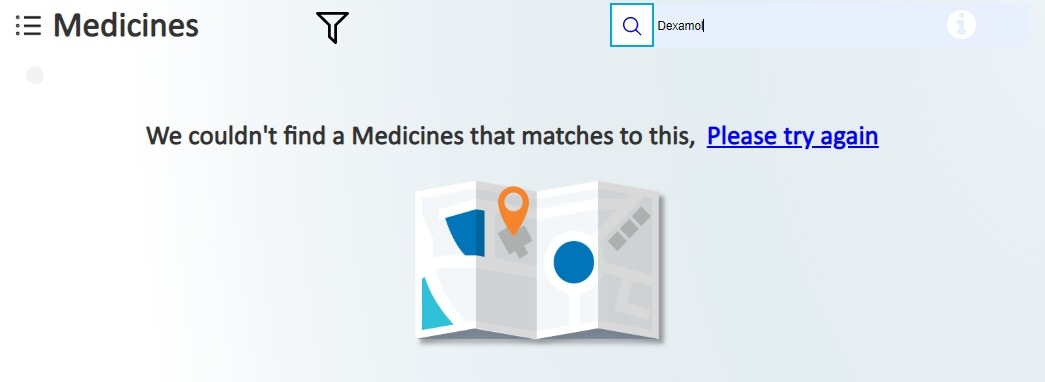 Medicines
Dexamol
We couldn't find a Medicines that matches to this, Please try again